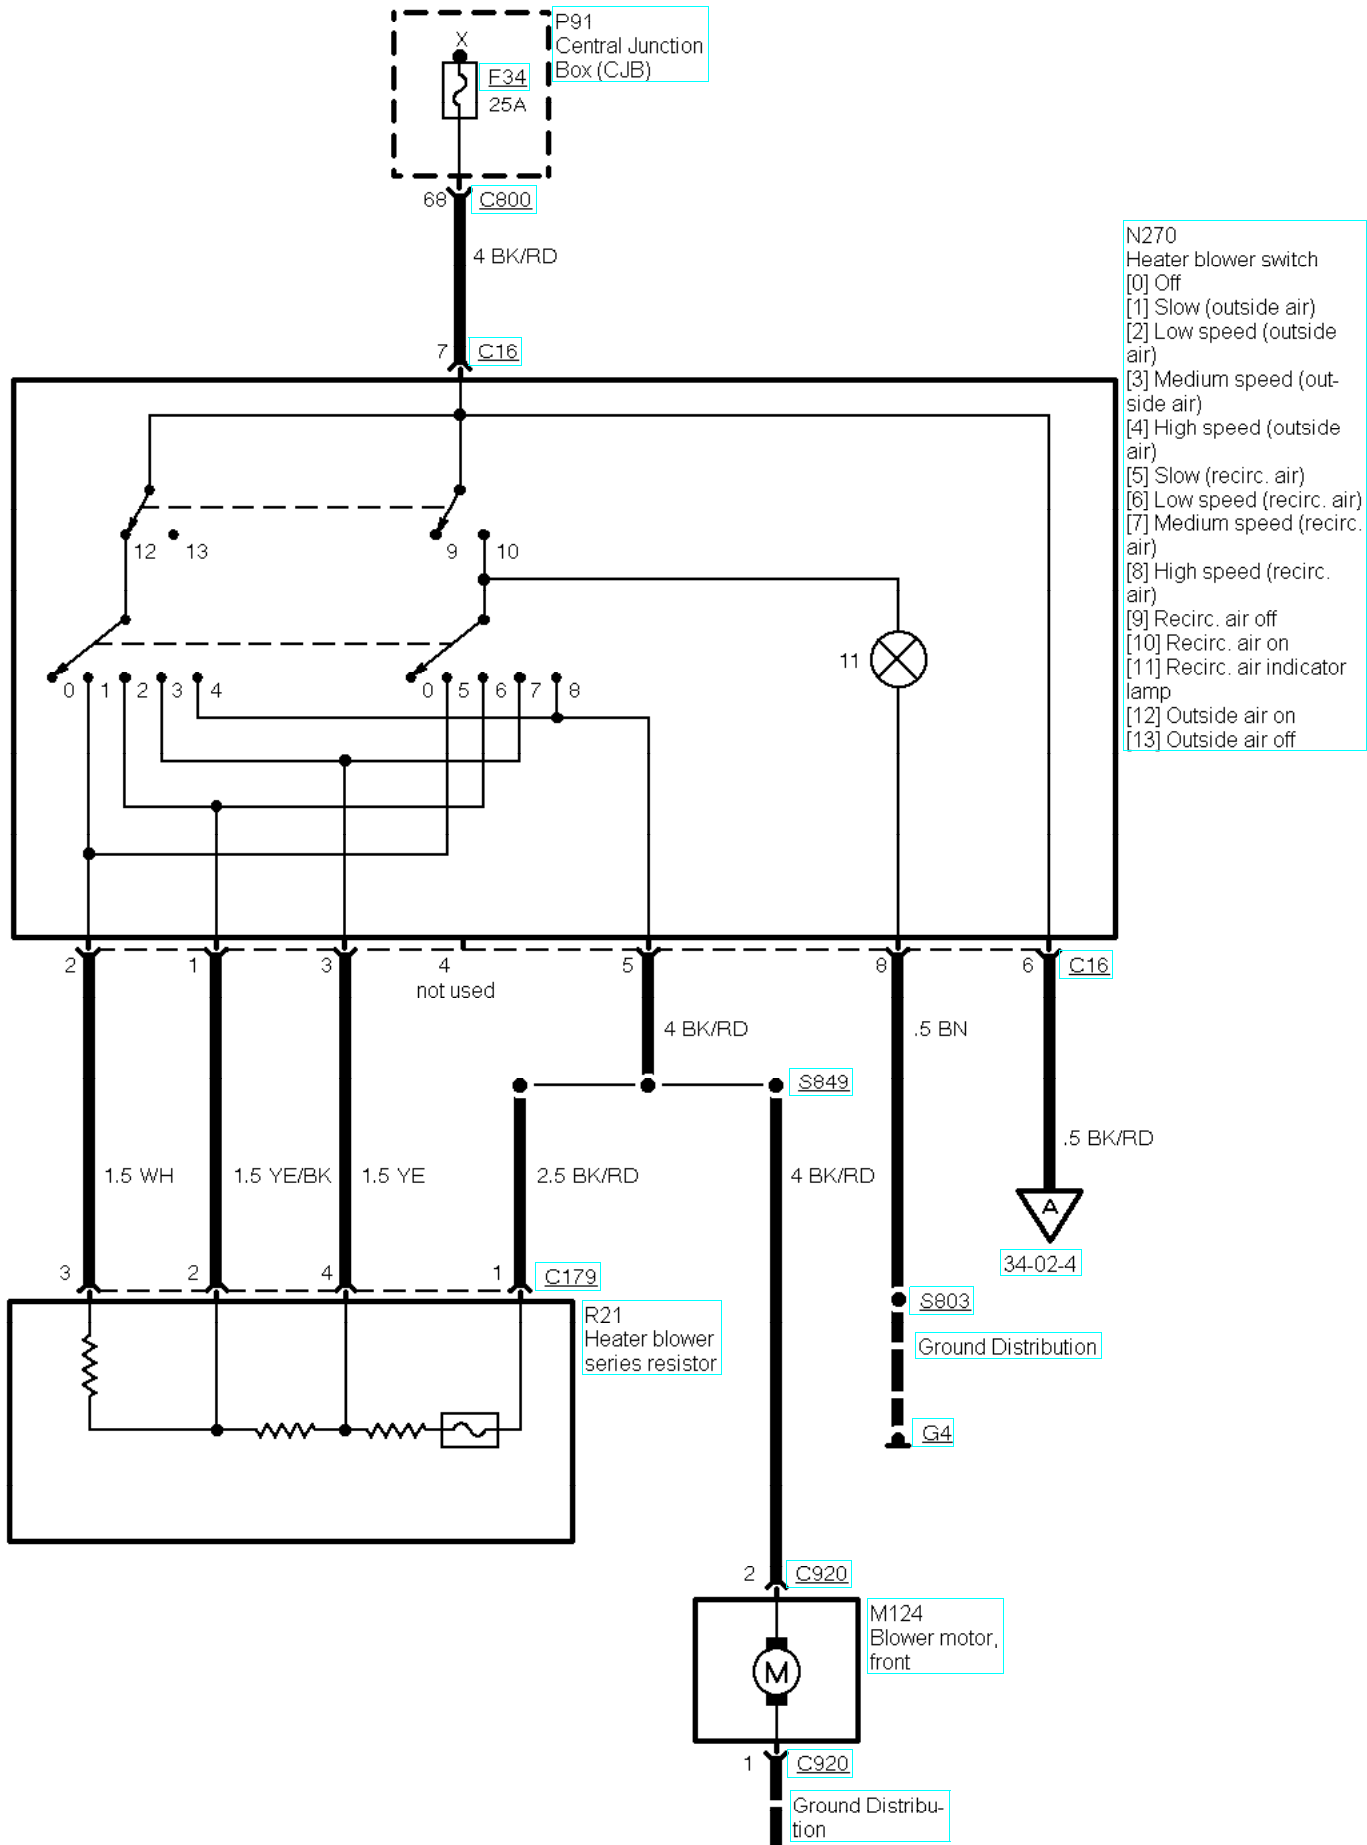 P91
Central Junction
Box (CJB)
X
F34
25A
68
C800
4 BK/RD
7
C16
N270
Heater blower switch
[0] Off
[1] Slow (outside air)
[2] Low speed (outside
air)
[3] Medium speed (out-
side air)
[4] High speed (outside
air)
[5] Slow (recirc. air)
[6] Low speed (recirc. air)
[7] Medium speed (recirc.
air)
[8] High speed (recirc.
air)
[9] Recirc. air off
[10] Recirc. air on
[11] Recirc. air indicator
lamp
[12] Outside air on
[13] Outside air off
12 13 9 10
11
0 1 2 3 4 0 5 6 7 8
2 1 3 4 5 8 6 C16
not used
4 BK/RD
.5 BN
S849
.5 BK/RD
1.5 WH
1.5 YE/BK
1.5 YE
2.5 BK/RD
4 BK/RD
A
34-02-4
3 2 4 1 C179
S803
R21
Heater blower
series resistor
Ground Distribution
G4
2
C920
M124
Blower motor,
front
M
1
C920
Ground Distribu-
tion